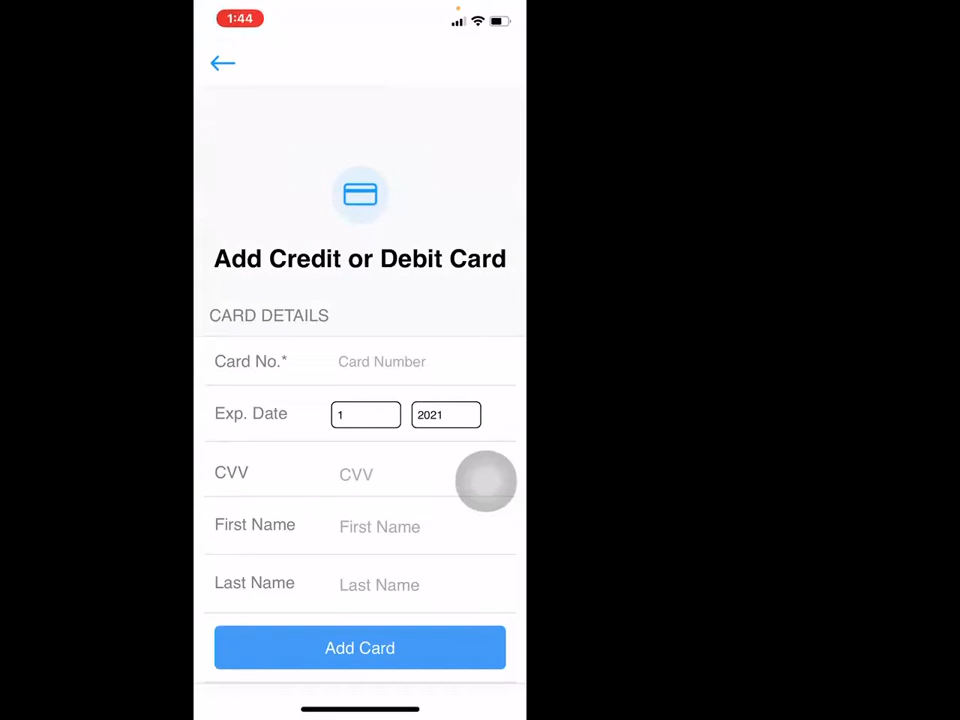 1:44
Add Credit or Debit Card
CARD DETAILS
Card No.* Card Number
Exp. Date 1 2021
CVV CVV
First Name First Name
Last Name Last Name
Add Card